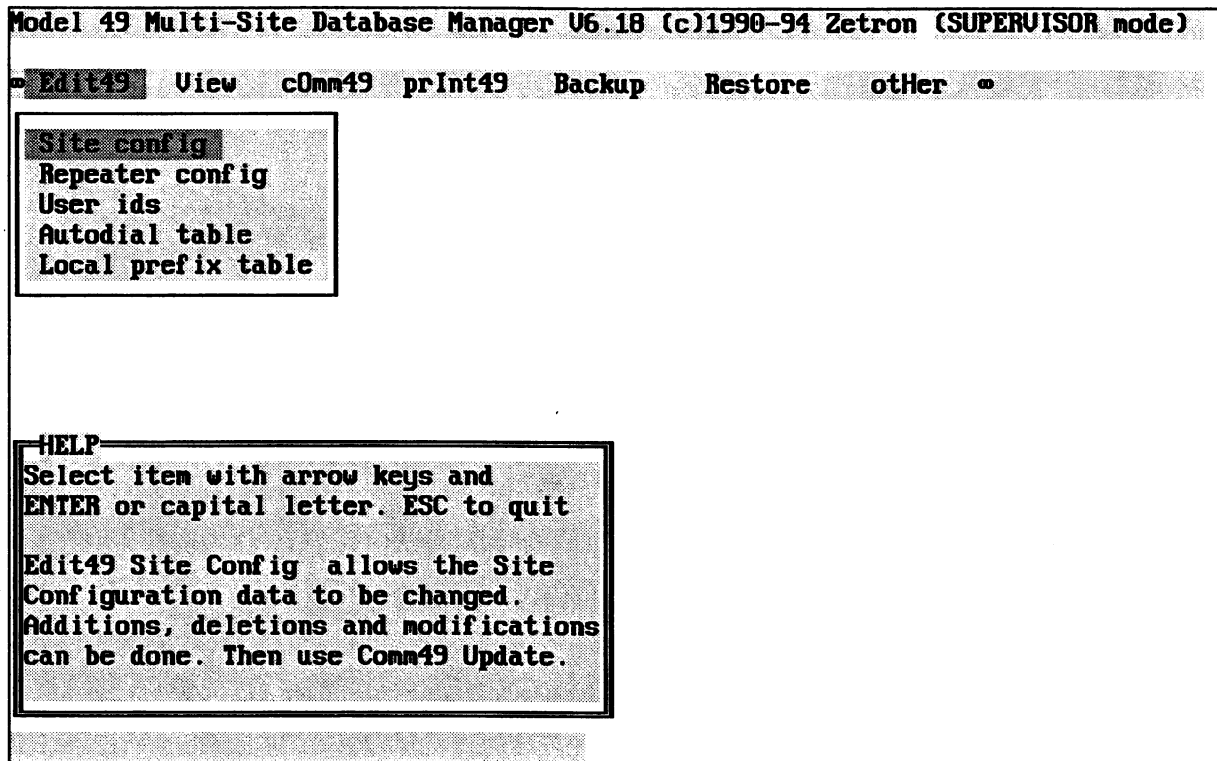 Model 49 Multi-Site Database Manager V6.18 (c)1990-94 Zetron (SUPERVISOR mode)
∞ Edit49 View cOmm49 prInt49 Backup Restore otHer ∞
Site config
Repeater config
User ids
Autodial table
Local prefix table
HELP
Select item with arrow keys and
ENTER or capital letter. ESC to quit
Edit49 Site Config allows the Site
Configuration data to be changed.
Additions, deletions and modifications
can be done. Then use Comm49 Update.